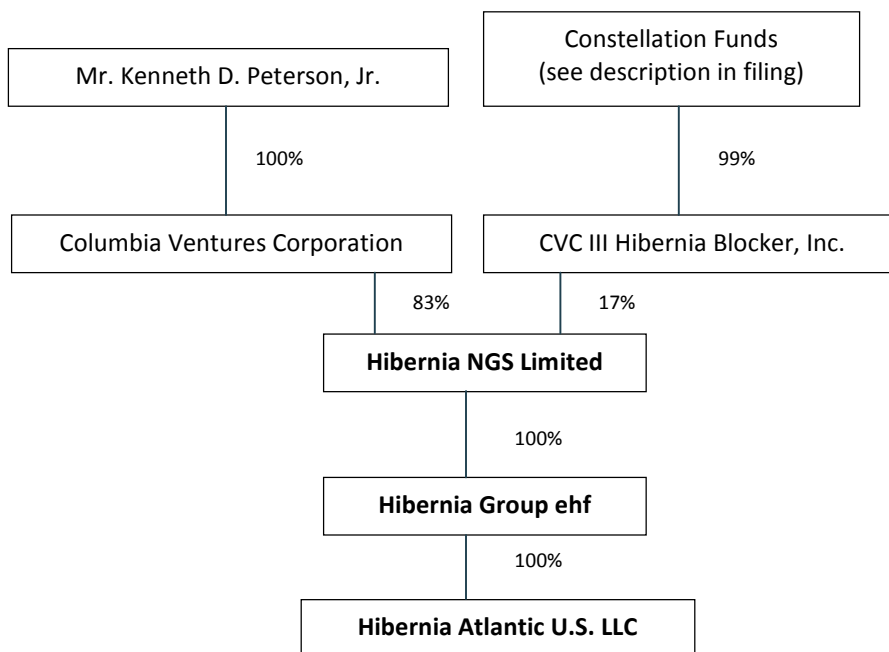 Constellation Funds
(see description in filing)
Mr. Kenneth D. Peterson, Jr.
100%
99%
Columbia Ventures Corporation
CVC III Hibernia Blocker, Inc.
83%
17%
Hibernia NGS Limited
100%
Hibernia Group ehf
100%
Hibernia Atlantic U.S. LLC